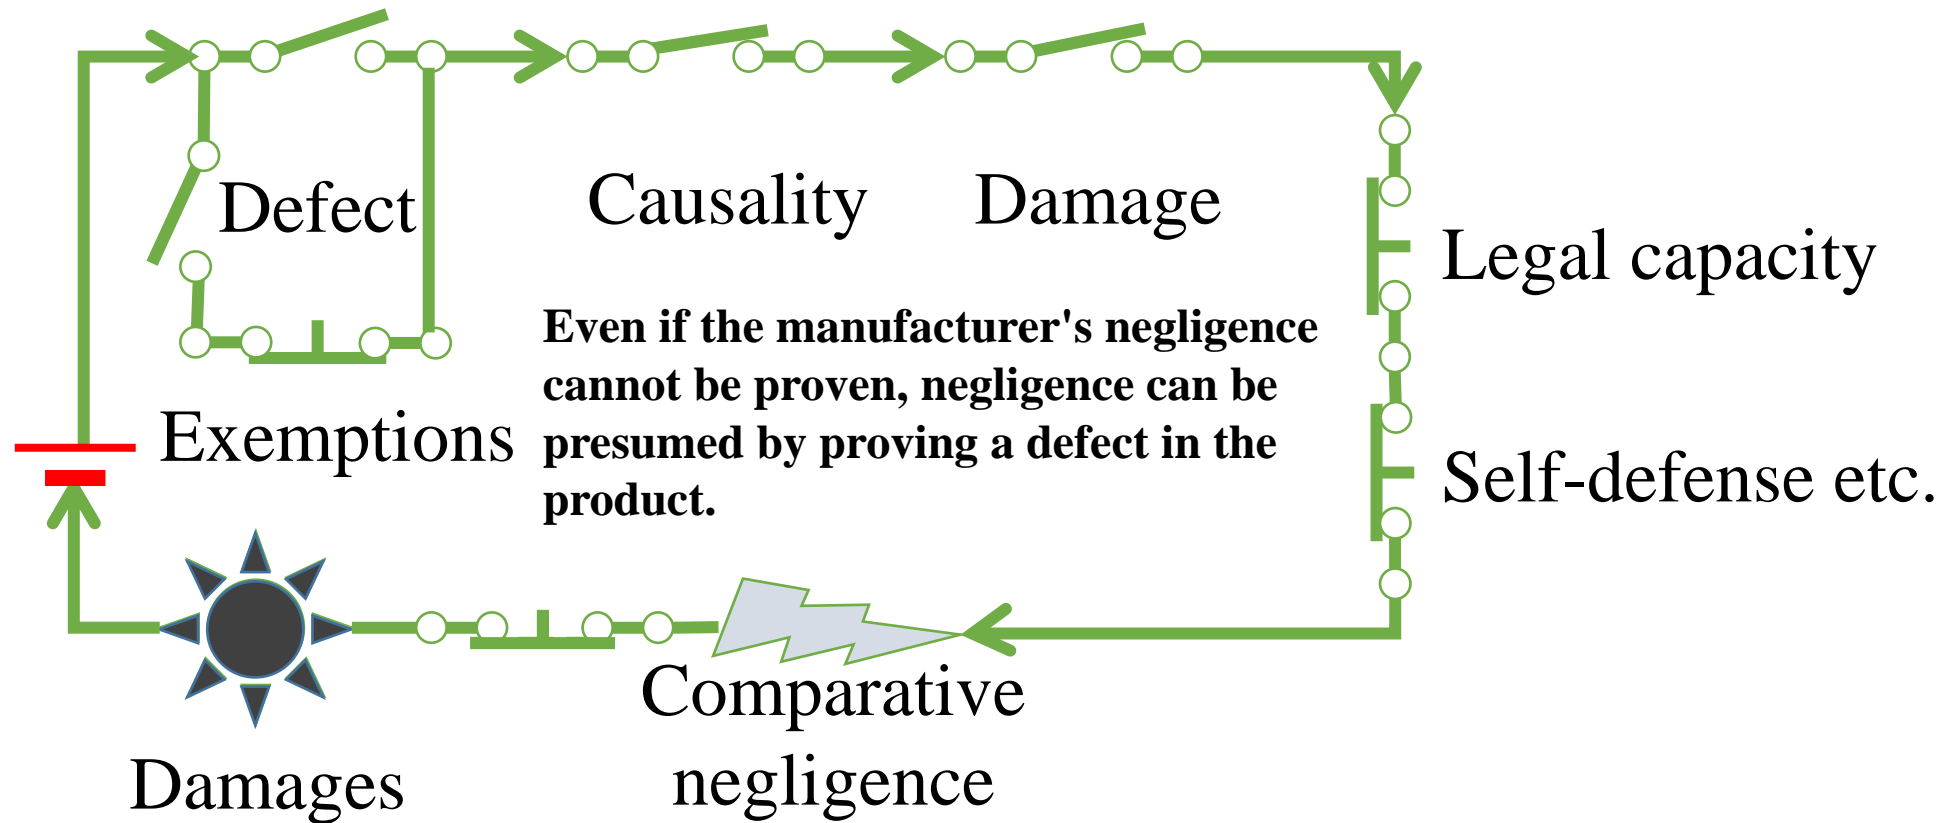 Defect
Causality
Damage
Legal capacity
Even if the manufacturer's negligence
cannot be proven, negligence can be
presumed by proving a defect in the
product.
Exemptions
Self-defense etc.
Comparative
negligence
Damages